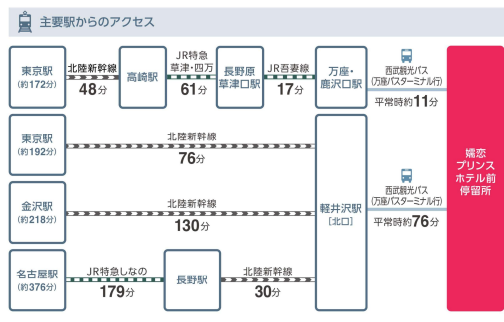 主要駅からのアクセス
東京駅
(約172分)
北陸新幹線
48分
高崎駅
JR特急
草津・四万
61分
長野原
草津口駅
JR吾妻線
17分
万座・
鹿沢口駅
西武観光バス
(万座バスターミナル行)
平常時約11分
東京駅
(約192分)
北陸新幹線
76分
金沢駅
(約218分)
北陸新幹線
130分
名古屋駅
(約376分)
JR特急しなの
179分
長野駅
北陸新幹線
30分
軽井沢駅
[北口]
西武観光バス
(万座バスターミナル行)
平常時約76分
嬬恋
プリンス
ホテル前
停留所